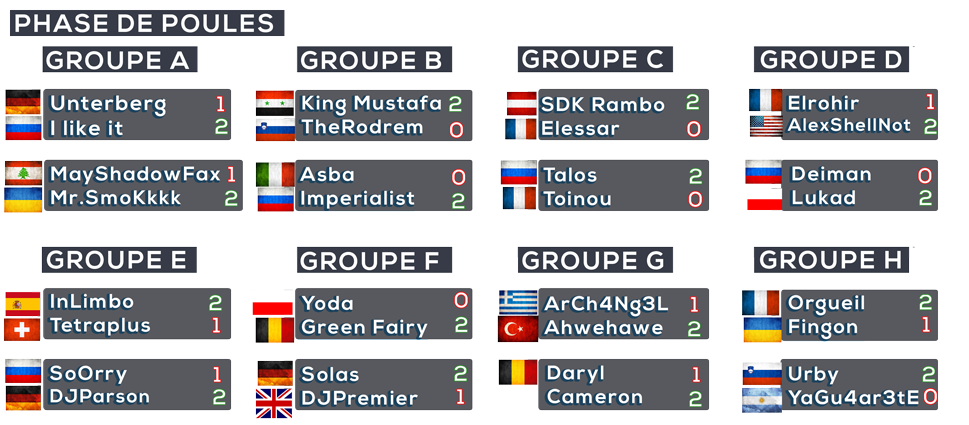 PHASE DE POULES
GROUPE A
Unterberg 1
I like it 2
MayShadowFax 1
Mr.SmoKkkk 2
GROUPE B
King Mustafa 2
TheRodrem 0
Asba 0
Imperialist 2
GROUPE C
SDK Rambo 2
Elessar 0
Talos 2
Toinou 0
GROUPE D
Elrohir 1
AlexShellNot 2
Deiman 0
Lukad 2
GROUPE E
InLimbo 2
Tetraplus 1
SoOrry 1
DJParson 2
GROUPE F
Yoda 0
Green Fairy 2
Solas 2
DJPremier 1
GROUPE G
ArCh4Ng3L 1
Ahwehawe 2
Daryl 1
Cameron 2
GROUPE H
Orgueil 2
Fingon 1
Urby 2
YaGu4ar3tE 0